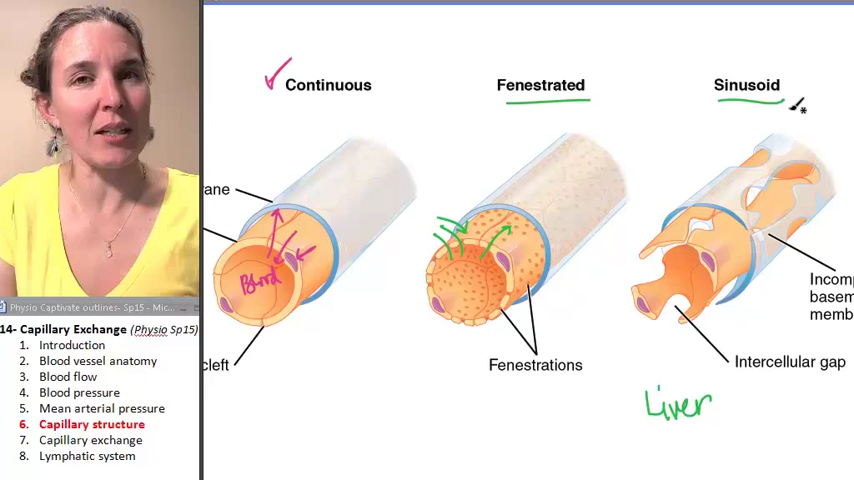 Continuous
Fenestrated
Sinusoid
rane
Blood
cleft
Fenestrations
Incomp
basem
memb
Intercellular gap
Liver
Physio Captivate outlines- Sp15 - Mic...
14- Capillary Exchange (Physio Sp15)
1. Introduction
2. Blood vessel anatomy
3. Blood flow
4. Blood pressure
5. Mean arterial pressure
6. Capillary structure
7. Capillary exchange
8. Lymphatic system